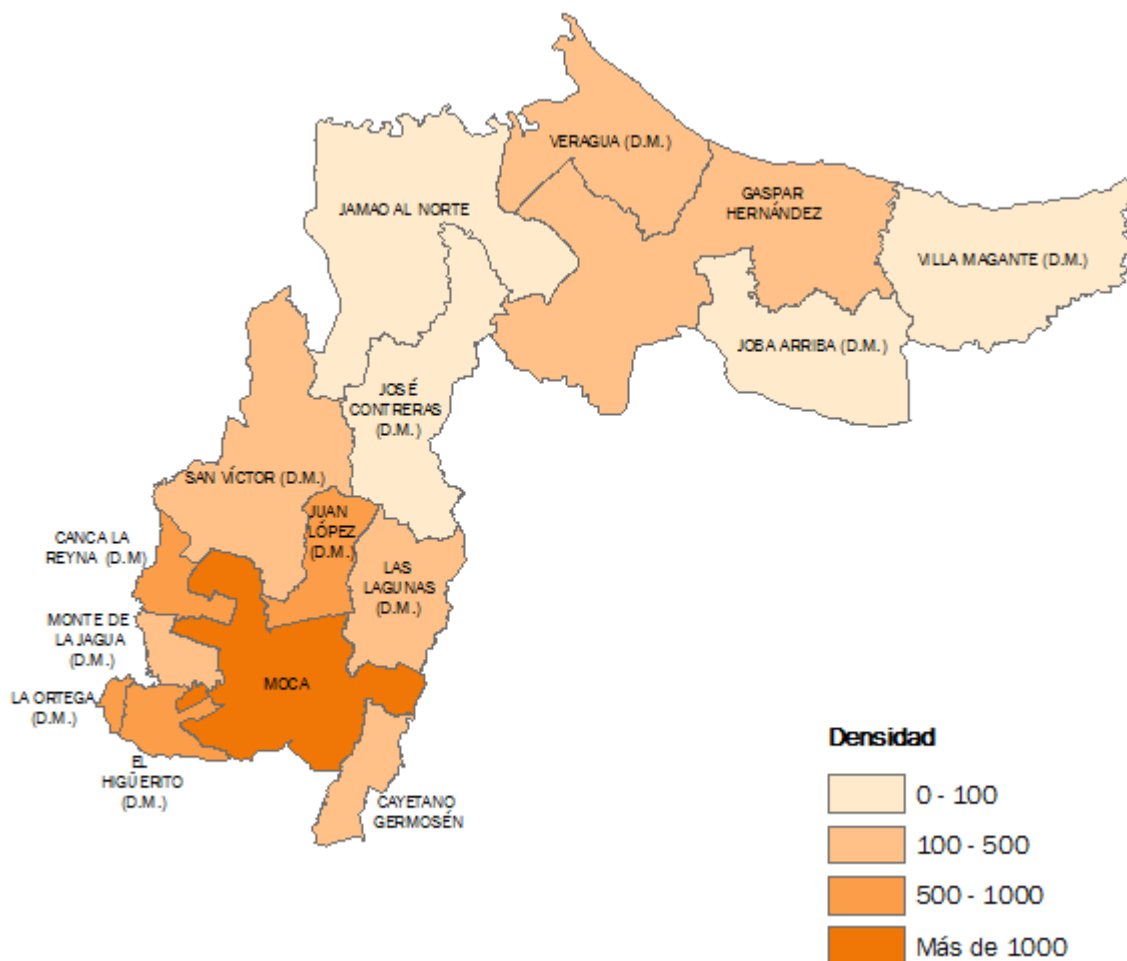 VERAGUA (D.M.)
GASPAR
HERNÁNDEZ
JAMAO AL NORTE
VILLA MAGANTE (D.M.)
JOBA ARRIBA (D.M.)
JOSÉ
CONTRERAS
(D.M.)
SAN VÍCTOR (D.M.)
JUAN
LÓPEZ
(D.M.)
CANCA LA
REYNA (D.M)
LAS
LAGUNAS
(D.M.)
MONTE DE
LA JAGUA
(D.M.)
MOCA
LA ORTEGA
(D.M.)
EL
HIGÜERITO
(D.M.)
CAYETANO
GERMOSÉN
Densidad
0 - 100
100 - 500
500 - 1000
Más de 1000